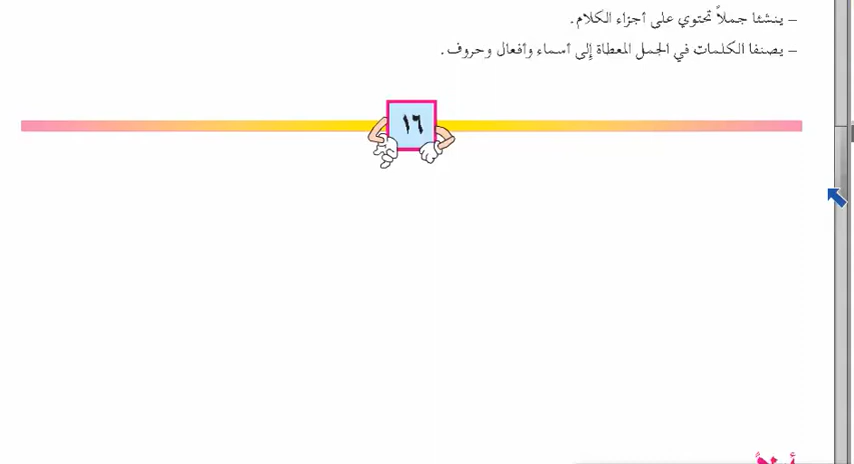 – ينشئا جملاً تحتوي على أجزاء الكلام.
– يصنفا الكلمات في الجمل المعطاة إلى أسماء وأفعال وحروف.
١٦